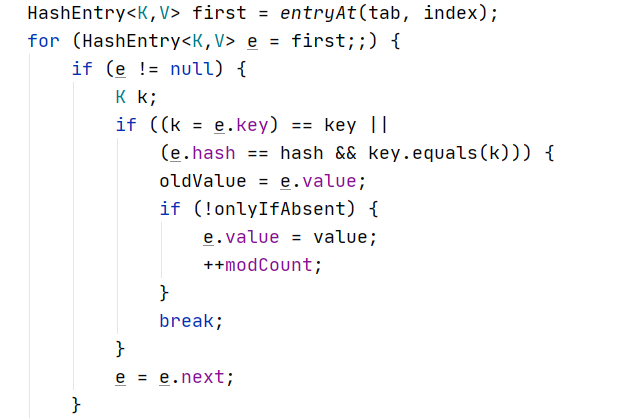 HashEntry<K,V> first = entryAt(tab, index);
for (HashEntry<K,V> e = first;;) {
    if (e != null) {
        K k;
        if ((k = e.key) == key ||
            (e.hash == hash && key.equals(k))) {
            oldValue = e.value;
            if (!onlyIfAbsent) {
                e.value = value;
                ++modCount;
            }
            break;
        }
        e = e.next;
    }